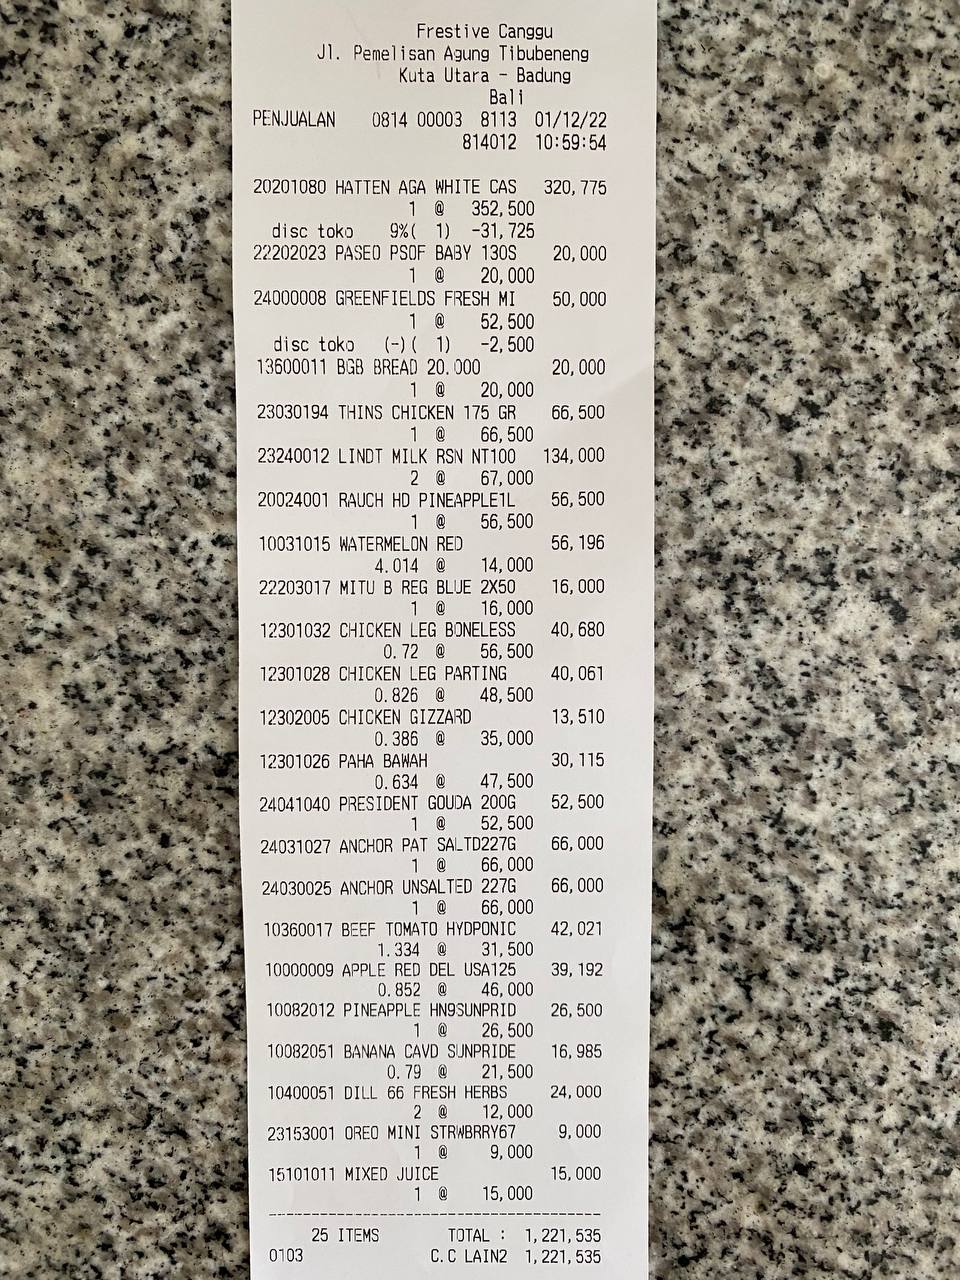 Frestive Canggu
Jl. Pemelisan Agung Tibubeneng
Kuta Utara - Badung
Bali
PENJUALAN 0814 00003 8113 01/12/22
814012 10:59:54
20201080 HATTEN AGA WHITE CAS 320,775
1 @ 352,500
disc toko 9%( 1) -31,725
22202023 PASEO PSOF BABY 130S 20,000
1 @ 20,000
24000008 GREENFIELDS FRESH MI 50,000
1 @ 52,500
disc toko (-)( 1) -2,500
13600011 BGB BREAD 20.000 20,000
1 @ 20,000
23030194 THINS CHICKEN 175 GR 66,500
1 @ 66,500
23240012 LINDT MILK RSN NT100 134,000
2 @ 67,000
20024001 RAUCH HD PINEAPPLE1L 56,500
1 @ 56,500
10031015 WATERMELON RED 56,196
4.014 @ 14,000
22203017 MITU B REG BLUE 2X50 16,000
1 @ 16,000
12301032 CHICKEN LEG BONELESS 40,680
0.72 @ 56,500
12301028 CHICKEN LEG PARTING 40,061
0.826 @ 48,500
12302005 CHICKEN GIZZARD 13,510
0.386 @ 35,000
12301026 PAHA BAWAH 30,115
0.634 @ 47,500
24041040 PRESIDENT GOUDA 200G 52,500
1 @ 52,500
24031027 ANCHOR PAT SALTD227G 66,000
1 @ 66,000
24030025 ANCHOR UNSALTED 227G 66,000
1 @ 66,000
10360017 BEEF TOMATO HYDPONIC 42,021
1.334 @ 31,500
10000009 APPLE RED DEL USA125 39,192
0.852 @ 46,000
10082012 PINEAPPLE HN9SUNPRID 26,500
1 @ 26,500
10082051 BANANA CAVD SUNPRIDE 16,985
0.79 @ 21,500
10400051 DILL 66 FRESH HERBS 24,000
2 @ 12,000
23153001 OREO MINI STRWBRRY67 9,000
1 @ 9,000
15101011 MIXED JUICE 15,000
1 @ 15,000
25 ITEMS TOTAL : 1,221,535
0103 C.C LAIN2 1,221,535